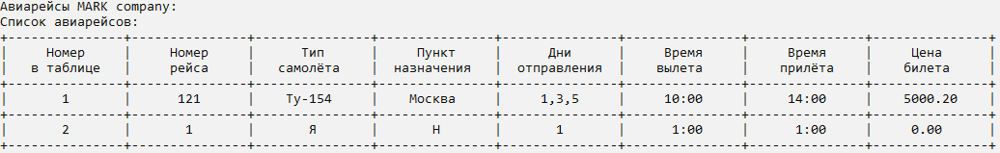 Авиарейсы MARK company:
Список авиарейсов:
Номер Номер Тип Пункт Дни Время Время Цена
в таблице рейса самолёта назначения отправления вылета прилёта билета
1 121 Ту-154 Москва 1,3,5 10:00 14:00 5000.20
2 1 Я Н 1 1:00 1:00 0.00